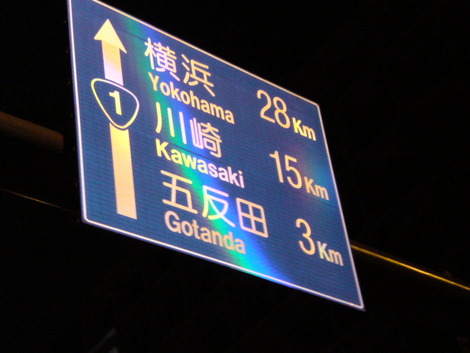 横浜
Yokohama 28Km
1
川崎
Kawasaki 15Km
五反田
Gotanda 3Km